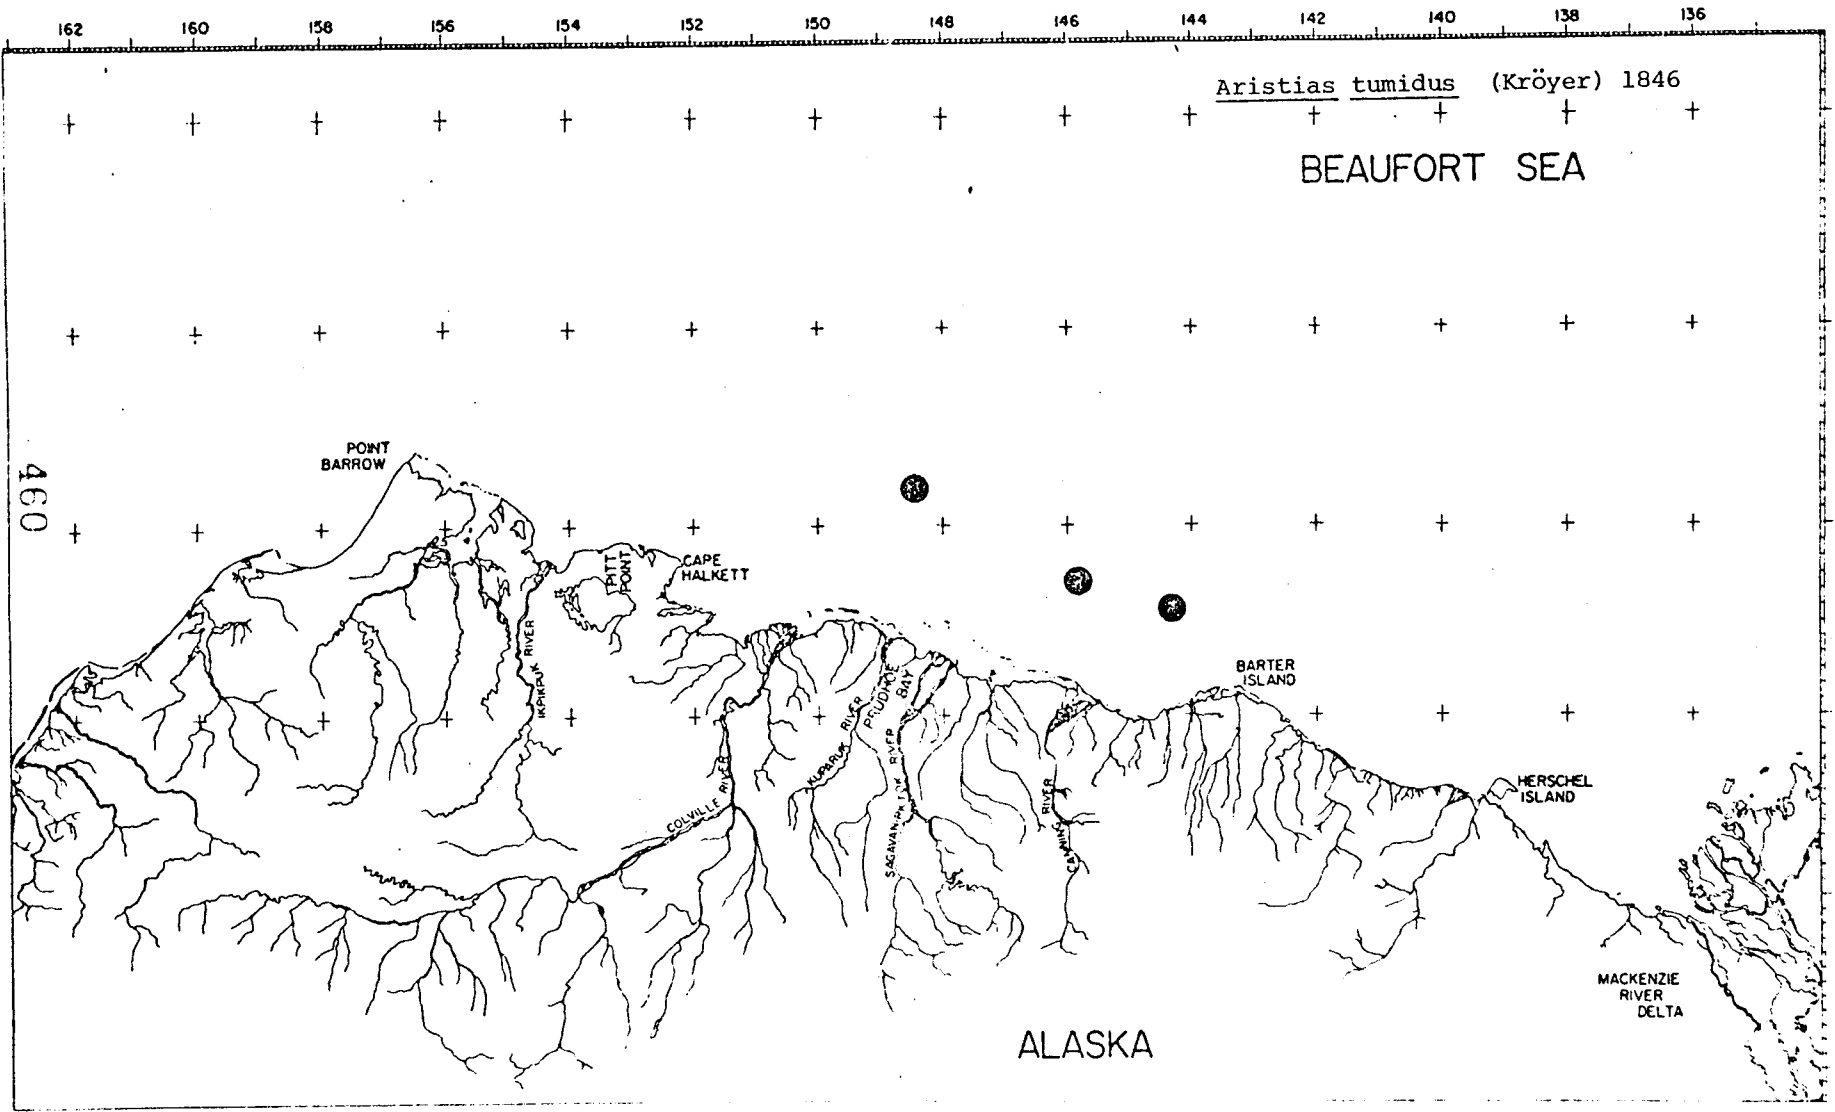 162 160 158 156 154 152 150 148 146 144 142 140 138 136
Aristias tumidus (Kröyer) 1846
BEAUFORT SEA
POINT
BARROW
460
PITT
POINT
CAPE
HALKETT
IKPIKPUK RIVER
COLVILLE RIVER
KUPARUK RIVER
PRUDHOE
BAY
SAGAVANIRKTOK RIVER
CANNING RIVER
BARTER
ISLAND
HERSCHEL
ISLAND
MACKENZIE
RIVER
DELTA
ALASKA